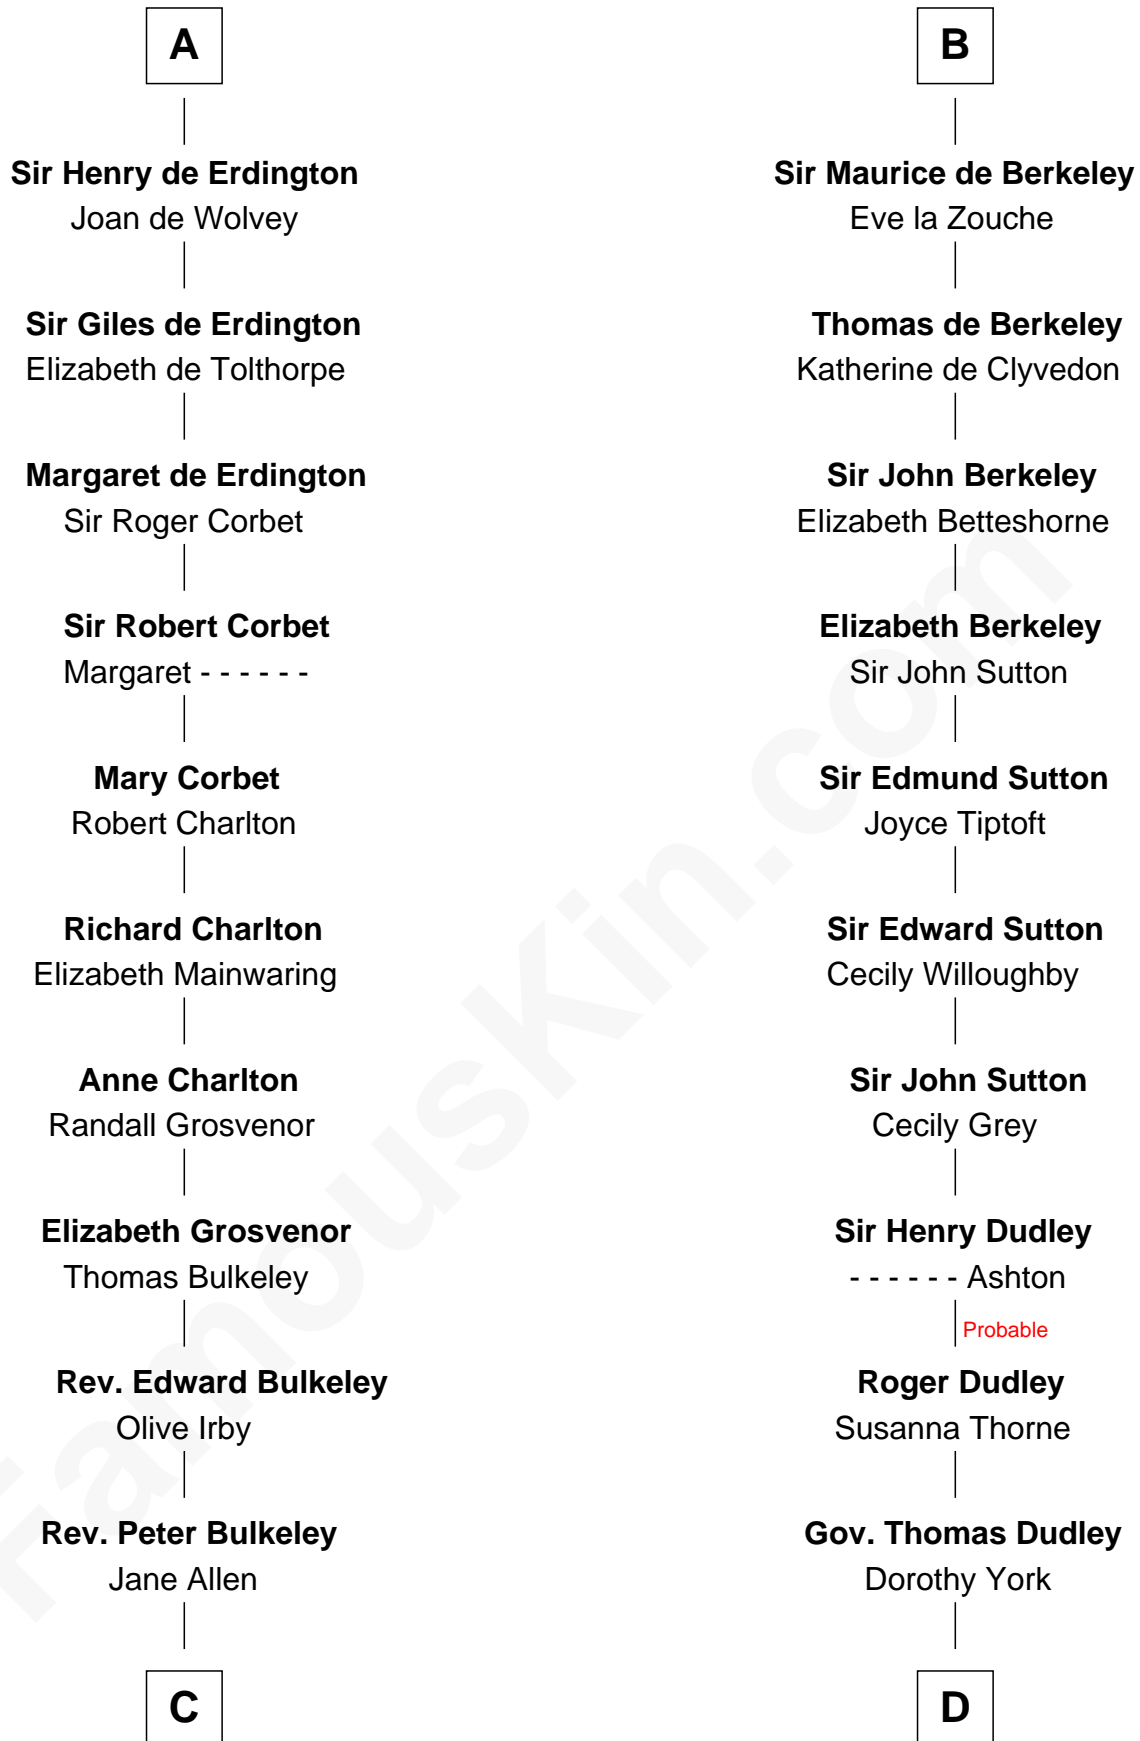 A
Sir Henry de Erdington
Joan de Wolvey
Sir Giles de Erdington
Elizabeth de Tolthorpe
Margaret de Erdington
Sir Roger Corbet
Sir Robert Corbet
Margaret - - - - - -
Mary Corbet
Robert Charlton
Richard Charlton
Elizabeth Mainwaring
Anne Charlton
Randall Grosvenor
Elizabeth Grosvenor
Thomas Bulkeley
Rev. Edward Bulkeley
Olive Irby
Rev. Peter Bulkeley
Jane Allen
C
B
Sir Maurice de Berkeley
Eve la Zouche
Thomas de Berkeley
Katherine de Clyvedon
Sir John Berkeley
Elizabeth Betteshorne
Elizabeth Berkeley
Sir John Sutton
Sir Edmund Sutton
Joyce Tiptoft
Sir Edward Sutton
Cecily Willoughby
Sir John Sutton
Cecily Grey
Sir Henry Dudley
- - - - - - Ashton
Probable
Roger Dudley
Susanna Thorne
Gov. Thomas Dudley
Dorothy York
D
FamousKin.com